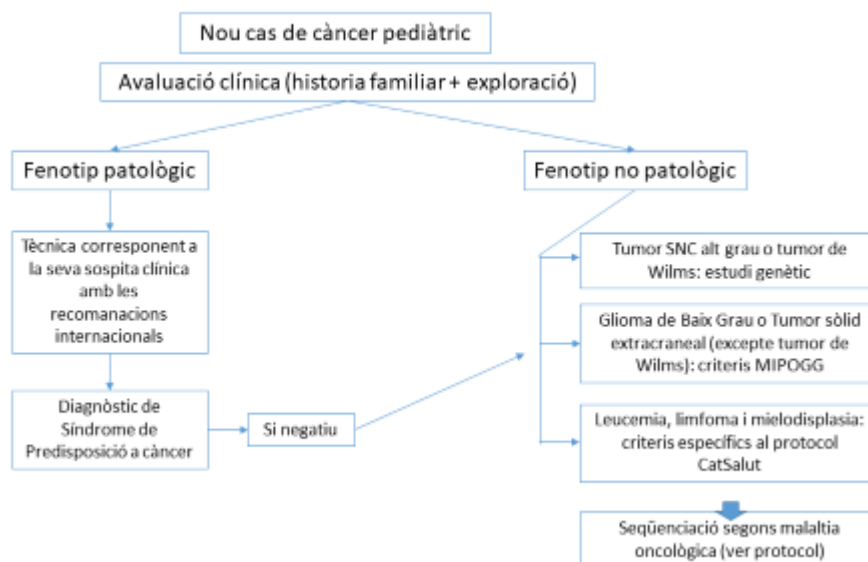 Nou cas de càncer pediàtric
Avaluació clínica (historia familiar + exploració)
Fenotip patològic
Fenotip no patològic
Tècnica corresponent a
la seva sospita clínica
amb les
recomanacions
internacionals
Diagnòstic de
Síndrome de
Predisposició a càncer
Si negatiu
Tumor SNC alt grau o tumor de
Wilms: estudi genètic
Glioma de Baix Grau o Tumor sòlid
extracraneal (excepte tumor de
Wilms): criteris MIPOGG
Leucemia, limfoma i mielodisplasia:
criteris específics al protocol
CatSalut
Seqüenciació segons malaltia
oncològica (ver protocol)